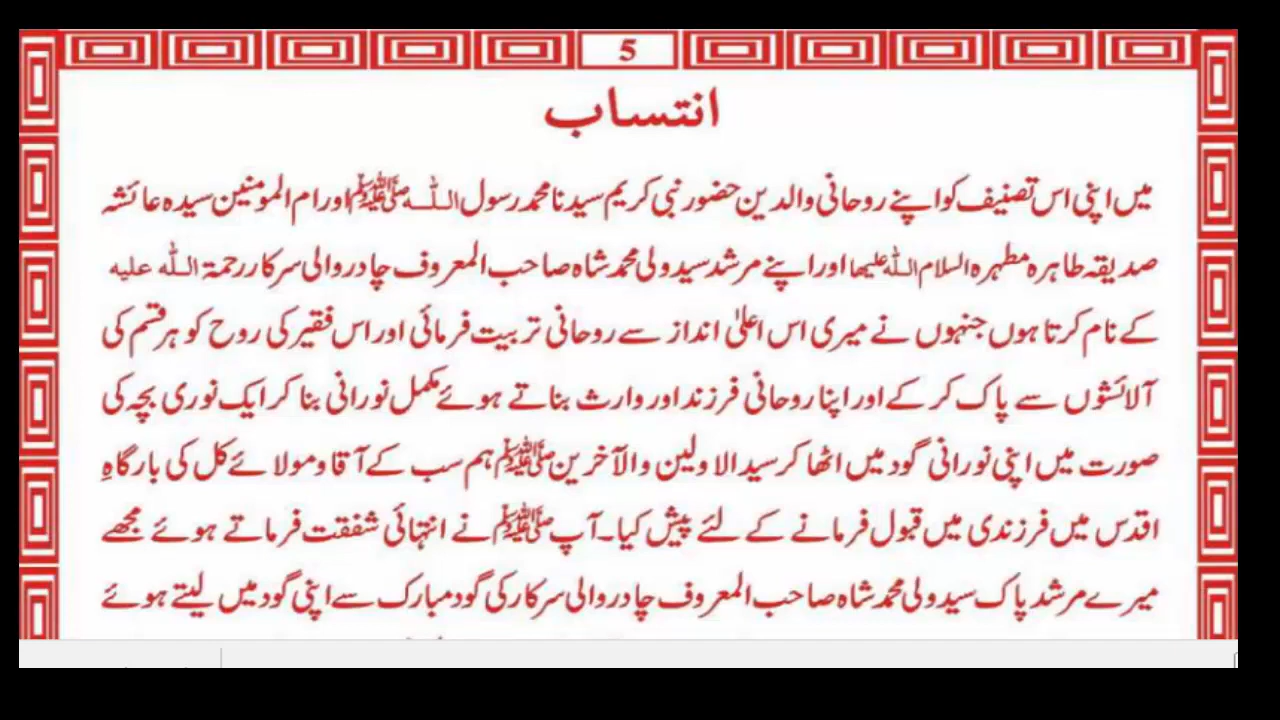 5
انتساب
میں اپنی اس تصنیف کو اپنے روحانی والدین حضور نبی کریم سیدنا محمد رسول اللہ ﷺ اور ام المومنین سیدہ عائشہ
صدیقہ طاہرہ مطہرہ السلام اللہ علیہا اور اپنے مرشد سید ولی محمد شاہ صاحب المعروف چادر والی سرکار رحمۃ اللہ علیہ
کے نام کرتا ہوں جنہوں نے میری اس اعلیٰ انداز سے روحانی تربیت فرمائی اور اس فقیر کی روح کو ہر قسم کی
آلائشوں سے پاک کر کے اور اپنا روحانی فرزند اور وارث بناتے ہوئے مکمل نورانی بنا کر ایک نوری بچہ کی
صورت میں اپنی نورانی گود میں اٹھا کر سید الاولین والآخرین ﷺ ہم سب کے آقا و مولائے کل کی بارگاہِ
اقدس میں فرزندی میں قبول فرمانے کے لئے پیش کیا۔ آپ ﷺ نے انتہائی شفقت فرماتے ہوئے مجھے
میرے مرشد پاک سید ولی محمد شاہ صاحب المعروف چادر والی سرکار کی گود مبارک سے اپنی گود میں لیتے ہوئے